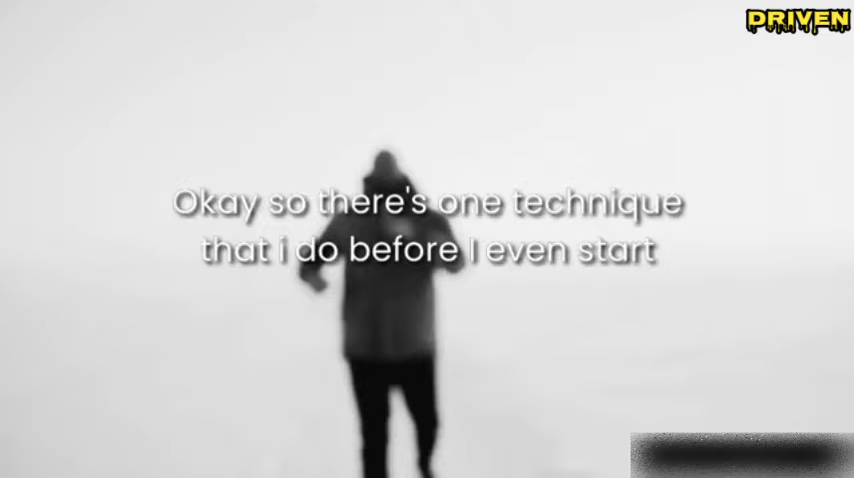 DRIVEN
Okay so there's one technique
that i do before I even start